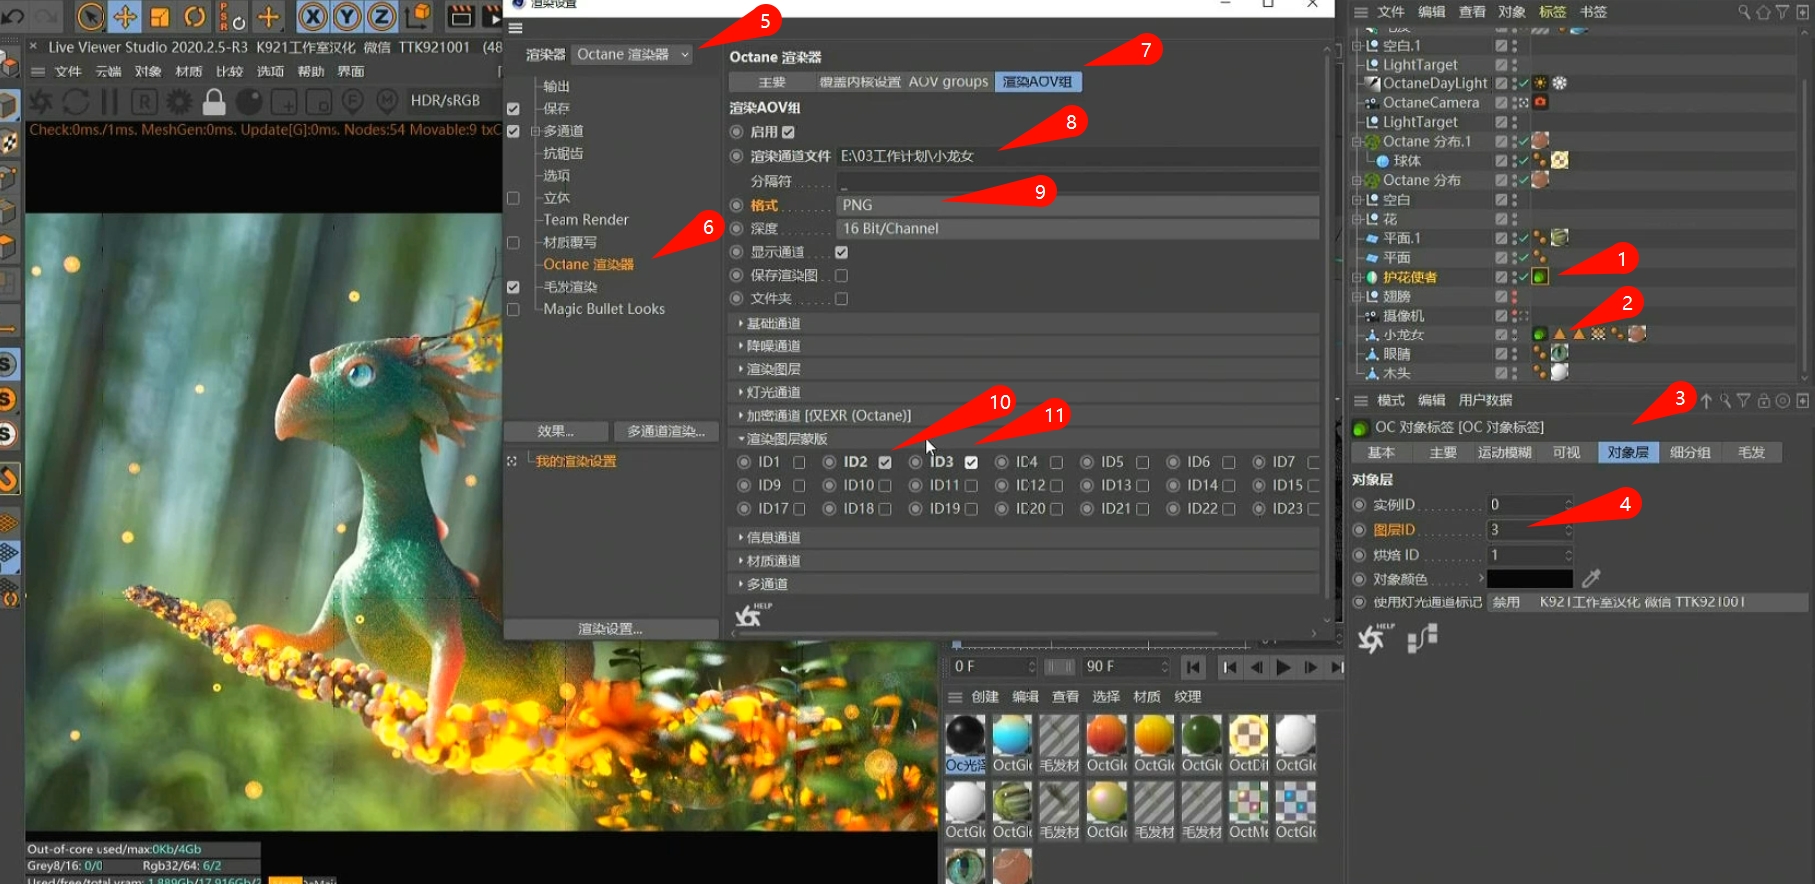 渲染设置
文件 编辑 查看 对象 标签 书签
Live Viewer Studio 2020.2.5-R3 K921工作室汉化 微信 TTK921001 (48
文件 云端 对象 材质 比较 选项 帮助 界面
HDR/sRGB
Check:0ms./1ms. MeshGen:0ms. Update[G]:0ms. Nodes:54 Movable:9 txC
渲染器 Octane 渲染器
5
输出
保存
多通道
抗锯齿
选项
立体
Team Render
材质覆写
Octane 渲染器
6
毛发渲染
Magic Bullet Looks
效果... 多通道渲染...
我的渲染设置
渲染设置...
Octane 渲染器
7
主要 覆盖内核设置 AOV groups 渲染AOV组
渲染AOV组
启用
8
渲染通道文件 E:\03工作计划\小龙女
分隔符 _
9
格式 PNG
深度 16 Bit/Channel
显示通道
保存渲染图
文件夹
基础通道
降噪通道
渲染图层
灯光通道
10 11
加密通道 [仅EXR (Octane)]
渲染图层蒙版
ID1 ID2 ID3 ID4 ID5 ID6 ID7
ID9 ID10 ID11 ID12 ID13 ID14 ID15
ID17 ID18 ID19 ID20 ID21 ID22 ID23
信息通道
材质通道
多通道
HELP
空白.1
LightTarget
OctaneDayLight
OctaneCamera
LightTarget
Octane 分布.1
球体
Octane 分布
空白
花
平面.1
平面
1
护花使者
翅膀
2
摄像机
小龙女
眼睛
木头
模式 编辑 用户数据
3
OC 对象标签 [OC 对象标签]
基本 主要 运动模糊 可视 对象层 细分组 毛发
对象层
实例ID 0
4
图层ID 3
烘焙 ID 1
对象颜色
使用灯光通道标记 禁用 K921工作室汉化 微信 TTK921001
HELP
0 F 90 F
创建 编辑 查看 选择 材质 纹理
Oc光泽 OctGlo 毛发材 OctGlo OctGlo OctGlo OctDif OctGlo
OctGlo OctGlo 毛发材 OctGlo 毛发材 毛发材 OctMe OctGlo
Out-of-core used/max:0Kb/4Gb
Grey8/16: 0/0 Rgb32/64: 6/2